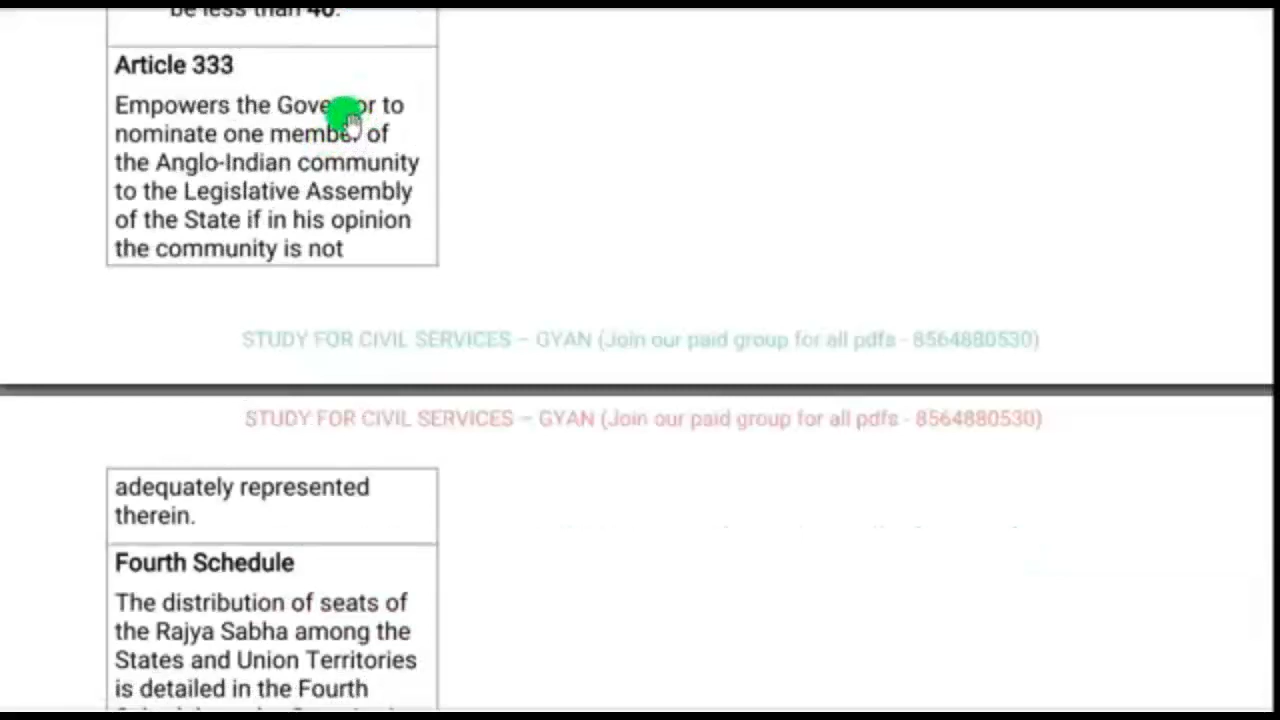 be less than 40.
Article 333
Empowers the Governor to
nominate one member of
the Anglo-Indian community
to the Legislative Assembly
of the State if in his opinion
the community is not
STUDY FOR CIVIL SERVICES – GYAN (Join our paid group for all pdfs - 8564880530)
STUDY FOR CIVIL SERVICES – GYAN (Join our paid group for all pdfs - 8564880530)
adequately represented
therein.
Fourth Schedule
The distribution of seats of
the Rajya Sabha among the
States and Union Territories
is detailed in the Fourth